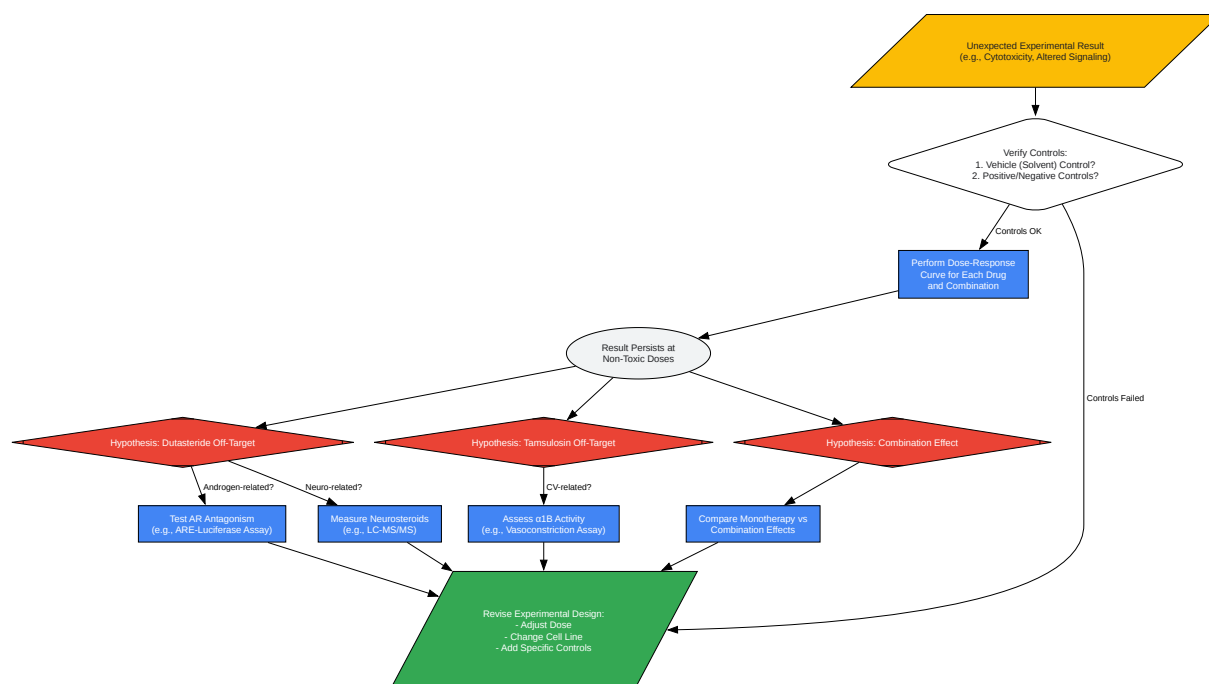 Unexpected Experimental Result
(e.g., Cytotoxicity, Altered Signaling)
Verify Controls:
1. Vehicle (Solvent) Control?
2. Positive/Negative Controls?
Controls OK
Perform Dose-Response
Curve for Each Drug
and Combination
Result Persists at
Non-Toxic Doses
Controls Failed
Hypothesis: Dutasteride Off-Target
Hypothesis: Tamsulosin Off-Target
Hypothesis: Combination Effect
Androgen-related?
Neuro-related?
CV-related?
Test AR Antagonism
(e.g., ARE-Luciferase Assay)
Measure Neurosteroids
(e.g., LC-MS/MS)
Assess α1B Activity
(e.g., Vasoconstriction Assay)
Compare Monotherapy vs
Combination Effects
Revise Experimental Design:
- Adjust Dose
- Change Cell Line
- Add Specific Controls